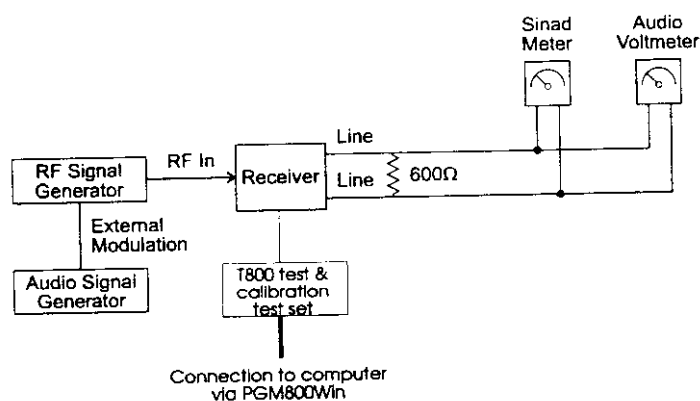 Sinad
Meter
Audio
Voltmeter
Line
RF In
RF Signal
Generator
Receiver
Line
600Ω
External
Modulation
Audio Signal
Generator
T800 test &
calibration
test set
Connection to computer
via PGM800Win